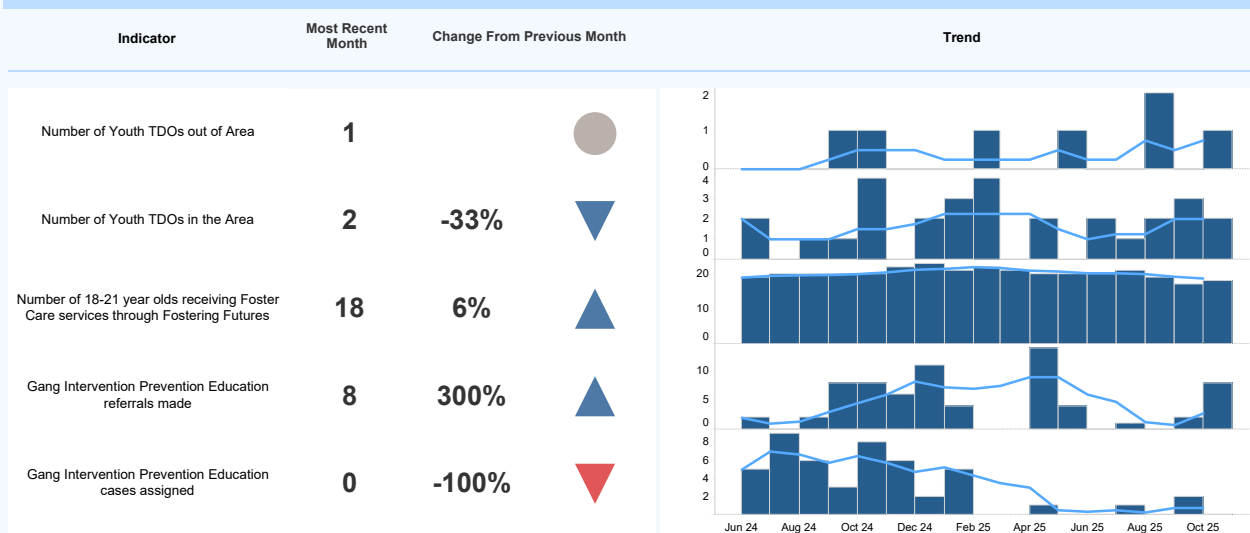 Indicator
Most Recent
Month
Change From Previous Month
Trend
Number of Youth TDOs out of Area
1
2
1
0
Number of Youth TDOs in the Area
2
-33%
4
3
2
1
0
Number of 18-21 year olds receiving Foster
Care services through Fostering Futures
18
6%
20
10
0
Gang Intervention Prevention Education
referrals made
8
300%
10
5
0
Gang Intervention Prevention Education
cases assigned
0
-100%
8
6
4
2
Jun 24 Aug 24 Oct 24 Dec 24 Feb 25 Apr 25 Jun 25 Aug 25 Oct 25